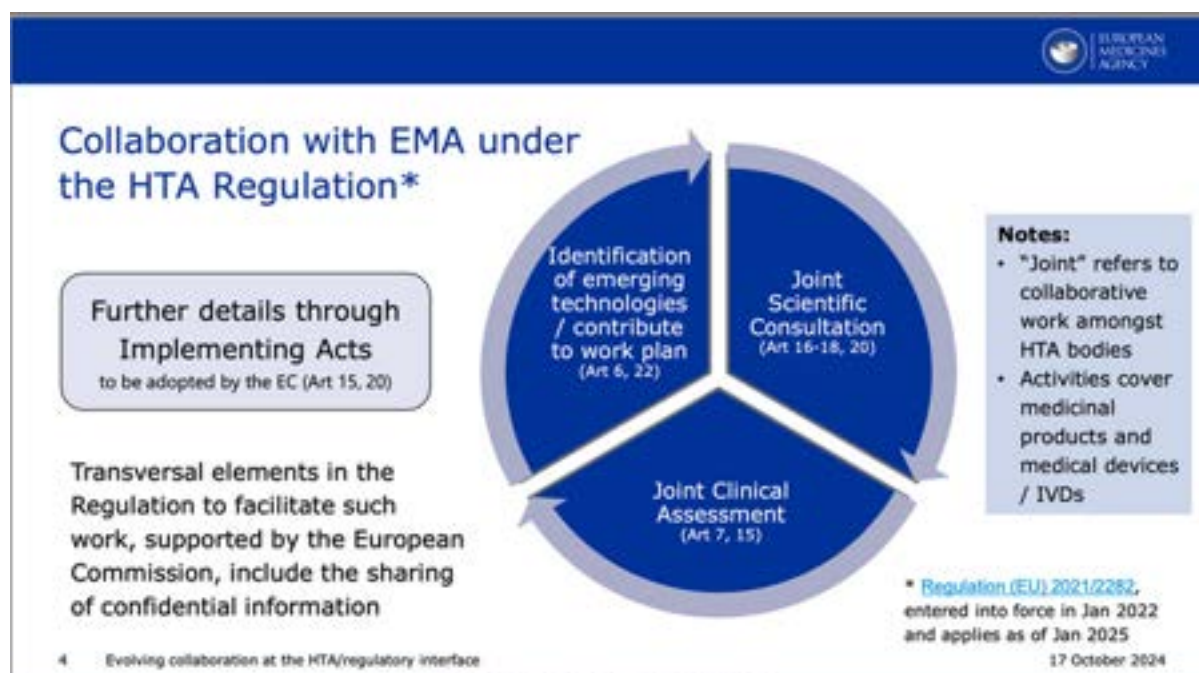 EUROPEAN
MEDICINES
AGENCY
Collaboration with EMA under
the HTA Regulation*
Further details through
Implementing Acts
to be adopted by the EC (Art 15, 20)
Transversal elements in the
Regulation to facilitate such
work, supported by the European
Commission, include the sharing
of confidential information
Identification
of emerging
technologies
/ contribute
to work plan
(Art 6, 22)
Joint
Scientific
Consultation
(Art 16-18, 20)
Joint Clinical
Assessment
(Art 7, 15)
Notes:
• "Joint" refers to
collaborative
work amongst
HTA bodies
• Activities cover
medicinal
products and
medical devices
/ IVDs
* Regulation (EU) 2021/2282,
entered into force in Jan 2022
and applies as of Jan 2025
4 Evolving collaboration at the HTA/regulatory interface
17 October 2024